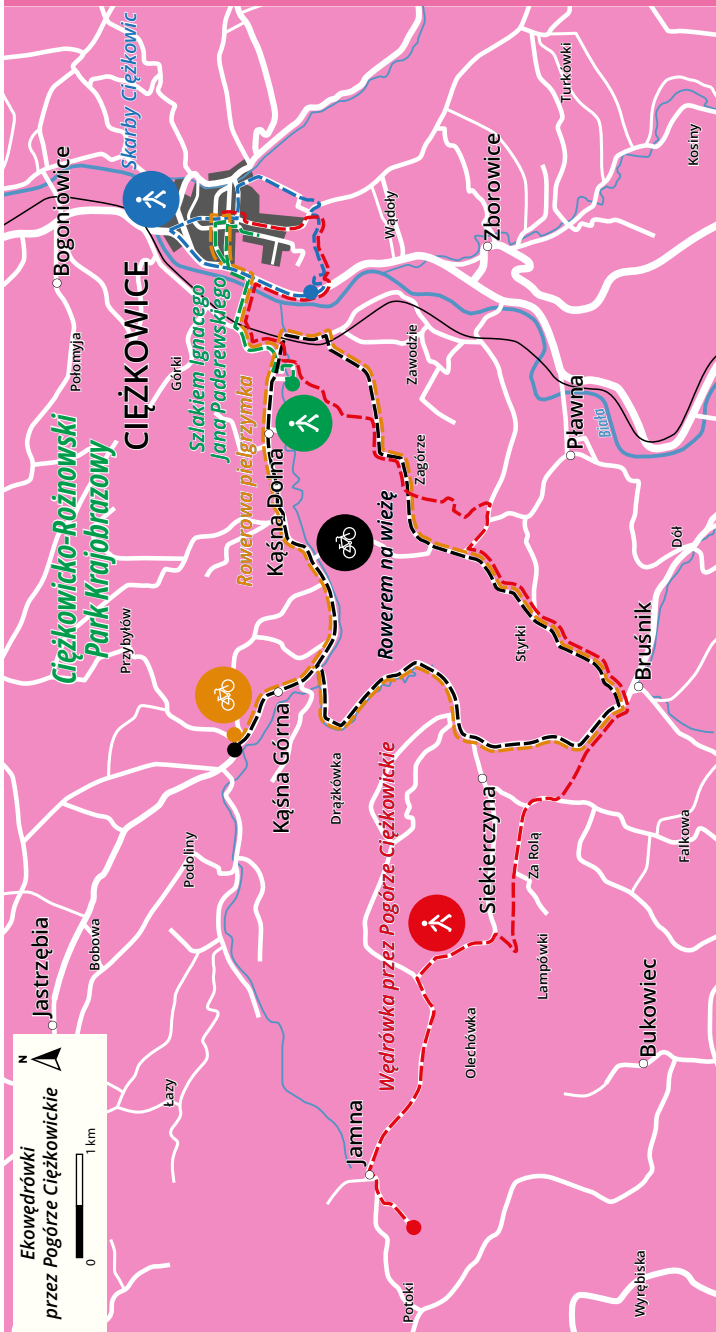 Ekowędrówki
przez Pogórze Ciężkowickie
0
1 km
N
Jastrzębia
Bobowa
Łazy
Podoliny
Przybyłów
Ciężkowicko-Rożnowski
Park Krajobrazowy
Połomyja
Bogoniowice
Górki
CIĘŻKOWICE
Skarby Ciężkowic
Szlakiem Ignacego
Jana Paderewskiego
Rowerowa pielgrzymka
Kąśna Dolna
Kąśna Górna
Drążkówka
Rowerem na wieżę
Wędrówka przez Pogórze Ciężkowickie
Jamna
Potoki
Olechówka
Siekierczyna
Lampówki
Za Rolą
Styrki
Zagórze
Zawodzie
Wądoły
Zborowice
Turkówki
Kosiny
Pławna
Biała
Dół
Bruśnik
Falkowa
Bukowiec
Wyrębiska